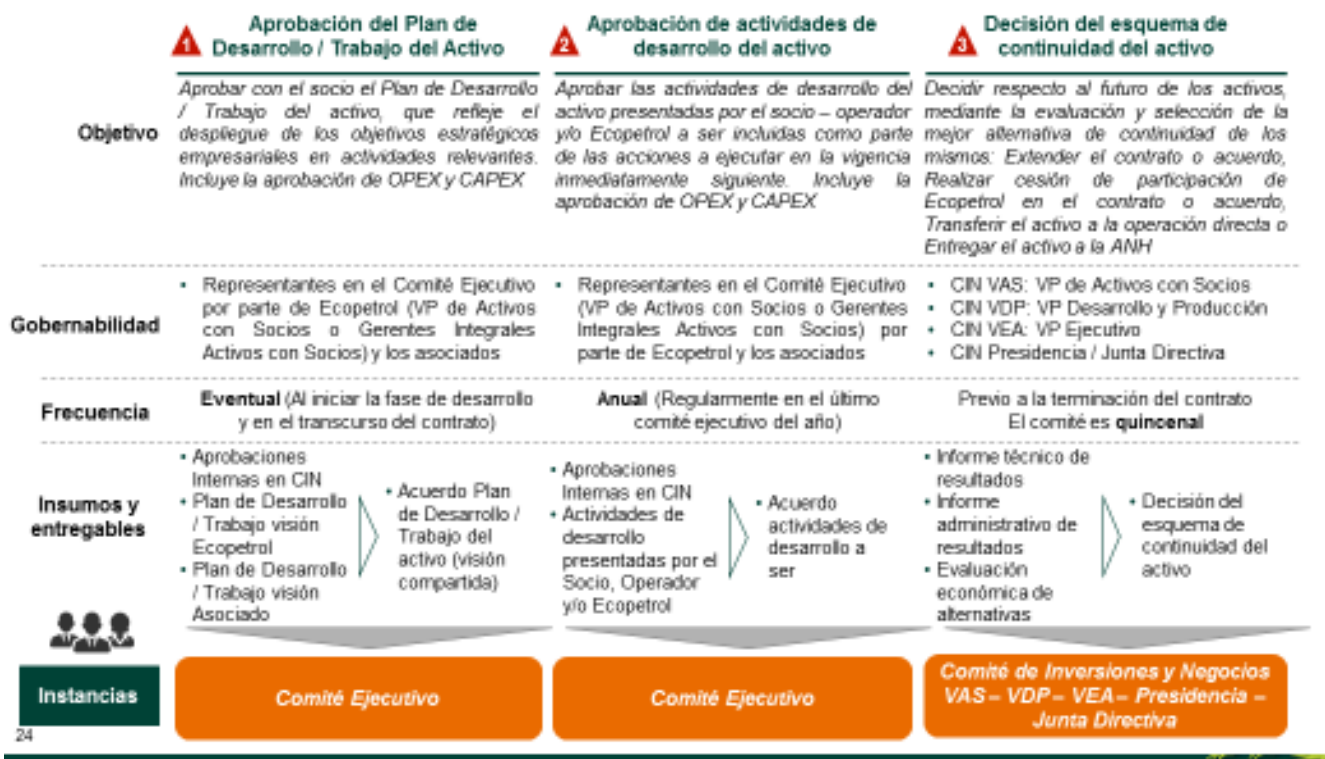 1 Aprobación del Plan de
Desarrollo / Trabajo del Activo
2 Aprobación de actividades de
desarrollo del activo
3 Decisión del esquema de
continuidad del activo
Objetivo
Aprobar con el socio el Plan de Desarrollo
/ Trabajo del activo, que refleje el
despliegue de los objetivos estratégicos
empresariales en actividades relevantes.
Incluye la aprobación de OPEX y CAPEX
Aprobar las actividades de desarrollo del
activo presentadas por el socio – operador
y/o Ecopetrol a ser incluidas como parte
de las acciones a ejecutar en la vigencia
inmediatamente siguiente. Incluye la
aprobación de OPEX y CAPEX
Decidir respecto al futuro de los activos,
mediante la evaluación y selección de la
mejor alternativa de continuidad de los
mismos: Extender el contrato o acuerdo,
Realizar cesión de participación de
Ecopetrol en el contrato o acuerdo,
Transferir el activo a la operación directa o
Entregar el activo a la ANH
Gobernabilidad
• Representantes en el Comité Ejecutivo
por parte de Ecopetrol (VP de Activos
con Socios o Gerentes Integrales
Activos con Socios) y los asociados
• Representantes en el Comité Ejecutivo
(VP de Activos con Socios o Gerentes
Integrales Activos con Socios) por
parte de Ecopetrol y los asociados
• CIN VAS: VP de Activos con Socios
• CIN VDP: VP Desarrollo y Producción
• CIN VEA: VP Ejecutivo
• CIN Presidencia / Junta Directiva
Frecuencia
Eventual (Al iniciar la fase de desarrollo
y en el transcurso del contrato)
Anual (Regularmente en el último
comité ejecutivo del año)
Previo a la terminación del contrato
El comité es quincenal
Insumos y
entregables
• Aprobaciones
Internas en CIN
• Plan de Desarrollo
/ Trabajo visión
Ecopetrol
• Plan de Desarrollo
/ Trabajo visión
Asociado
• Acuerdo Plan
de Desarrollo /
Trabajo del
activo (visión
compartida)
• Aprobaciones
Internas en CIN
• Actividades de
desarrollo
presentadas por el
Socio, Operador
y/o Ecopetrol
• Acuerdo
actividades de
desarrollo a
ser
• Informe técnico de
resultados
• Informe
administrativo de
resultados
• Evaluación
económica de
alternativas
• Decisión del
esquema de
continuidad del
activo
Instancias
Comité Ejecutivo
Comité Ejecutivo
Comité de Inversiones y Negocios
VAS – VDP – VEA – Presidencia –
Junta Directiva
24